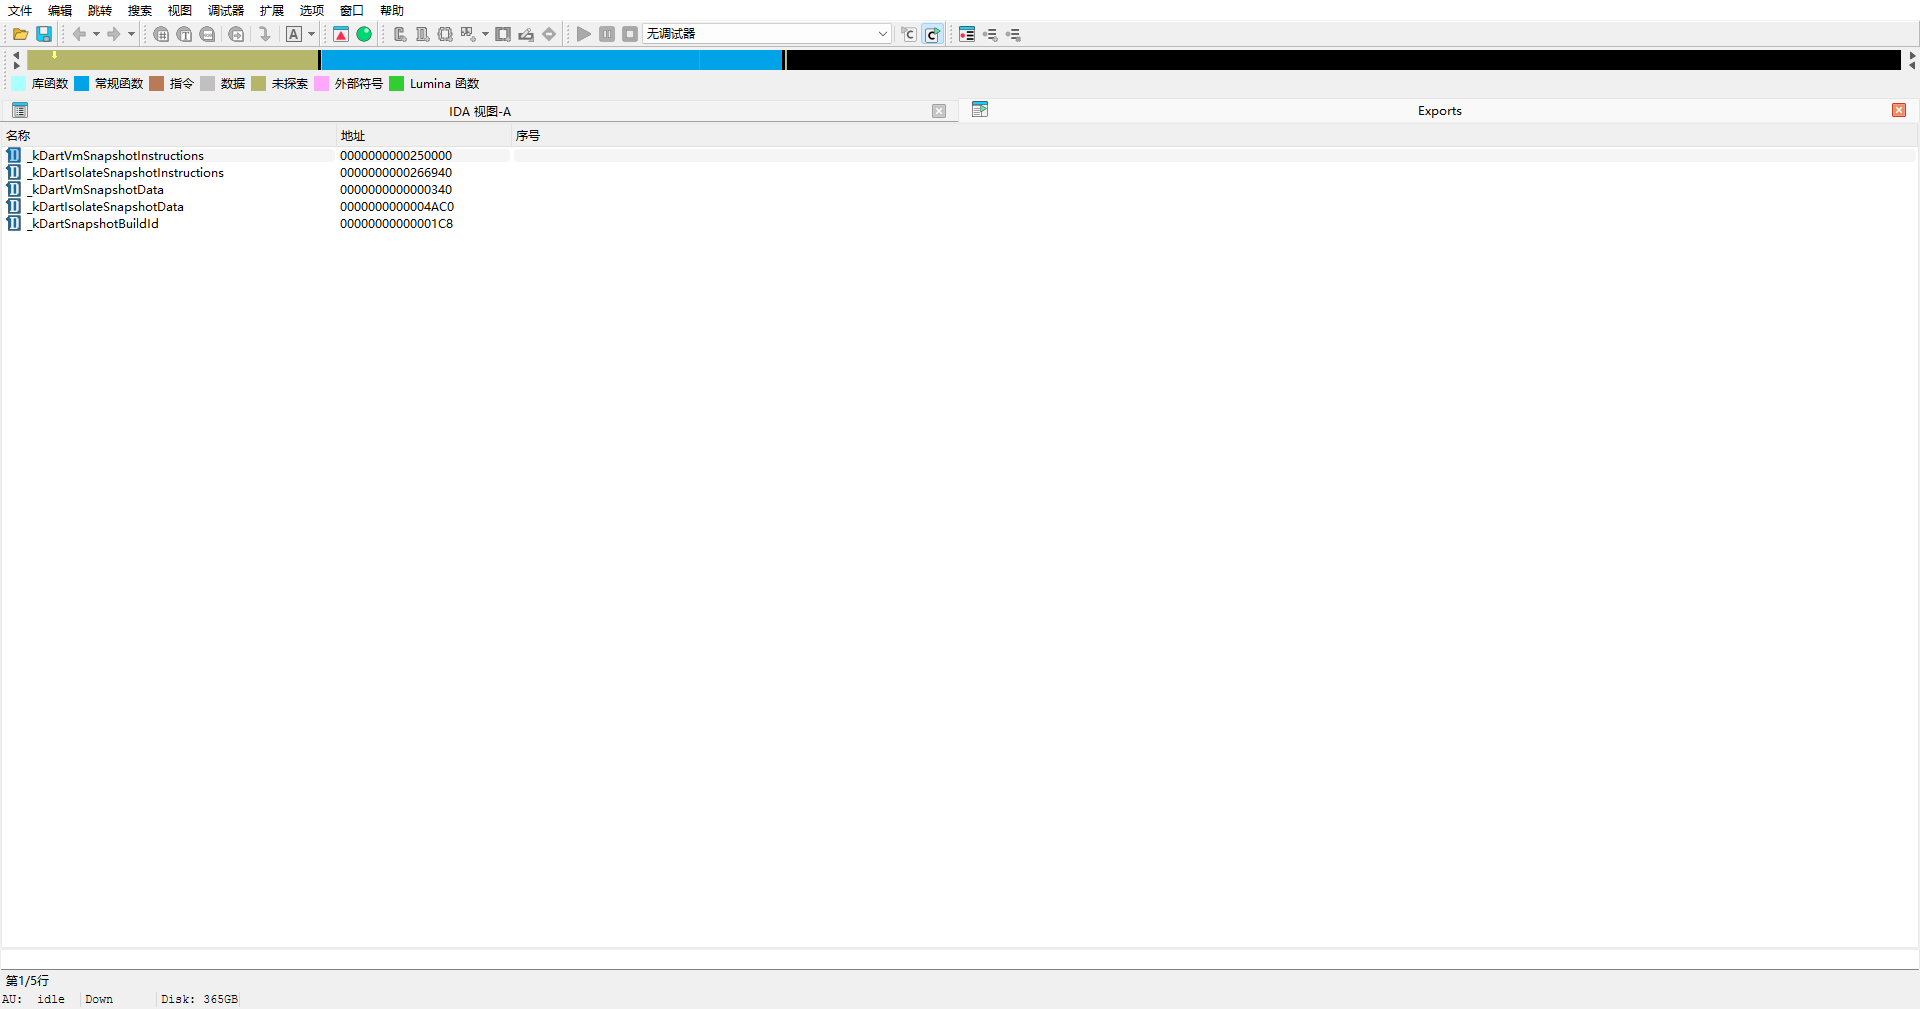 文件 编辑 跳转 搜索 视图 调试器 扩展 选项 窗口 帮助
无调试器
库函数 常规函数 指令 数据 未探索 外部符号 Lumina 函数
IDA 视图-A Exports
名称 地址 序号
_kDartVmSnapshotInstructions 0000000000250000
_kDartIsolateSnapshotInstructions 0000000000266940
_kDartVmSnapshotData 0000000000000340
_kDartIsolateSnapshotData 0000000000004AC0
_kDartSnapshotBuildId 00000000000001C8
第1/5行
AU: idle Down Disk: 365GB